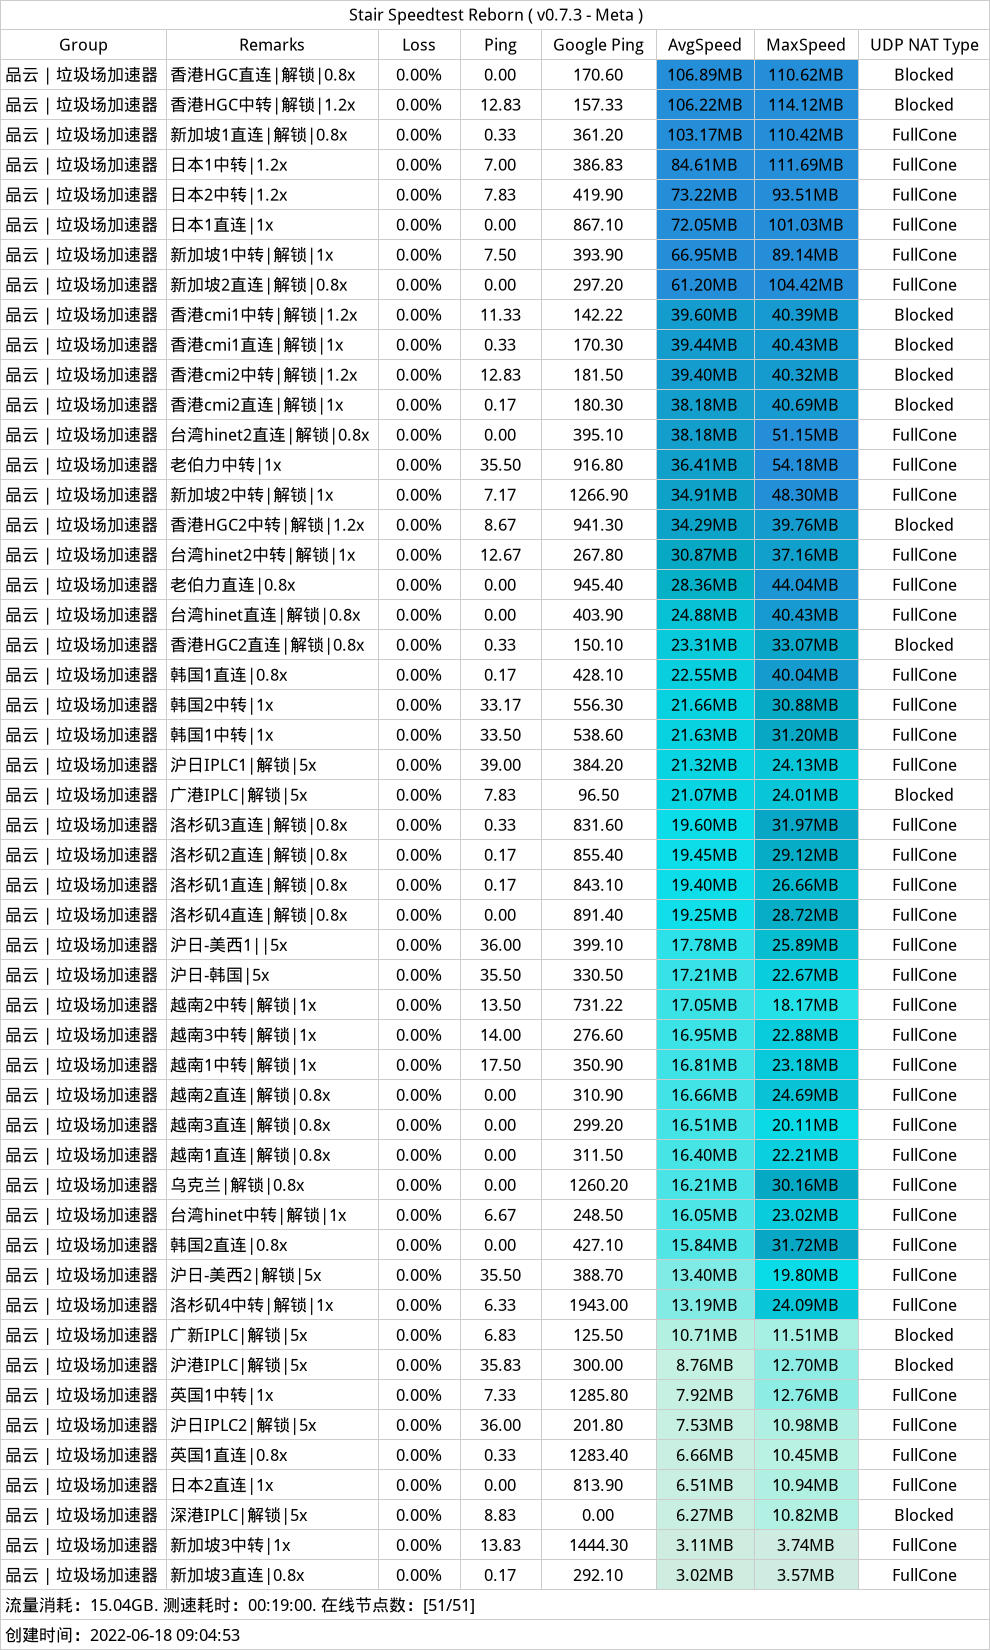 Stair Speedtest Reborn ( v0.7.3 - Meta )
Group Remarks Loss Ping Google Ping AvgSpeed MaxSpeed UDP NAT Type
品云 | 垃圾场加速器 香港HGC直连|解锁|0.8x 0.00% 0.00 170.60 106.89MB 110.62MB Blocked
品云 | 垃圾场加速器 香港HGC中转|解锁|1.2x 0.00% 12.83 157.33 106.22MB 114.12MB Blocked
品云 | 垃圾场加速器 新加坡1直连|解锁|0.8x 0.00% 0.33 361.20 103.17MB 110.42MB FullCone
品云 | 垃圾场加速器 日本1中转|1.2x 0.00% 7.00 386.83 84.61MB 111.69MB FullCone
品云 | 垃圾场加速器 日本2中转|1.2x 0.00% 7.83 419.90 73.22MB 93.51MB FullCone
品云 | 垃圾场加速器 日本1直连|1x 0.00% 0.00 867.10 72.05MB 101.03MB FullCone
品云 | 垃圾场加速器 新加坡1中转|解锁|1x 0.00% 7.50 393.90 66.95MB 89.14MB FullCone
品云 | 垃圾场加速器 新加坡2直连|解锁|0.8x 0.00% 0.00 297.20 61.20MB 104.42MB FullCone
品云 | 垃圾场加速器 香港cmi1中转|解锁|1.2x 0.00% 11.33 142.22 39.60MB 40.39MB Blocked
品云 | 垃圾场加速器 香港cmi1直连|解锁|1x 0.00% 0.33 170.30 39.44MB 40.43MB Blocked
品云 | 垃圾场加速器 香港cmi2中转|解锁|1.2x 0.00% 12.83 181.50 39.40MB 40.32MB Blocked
品云 | 垃圾场加速器 香港cmi2直连|解锁|1x 0.00% 0.17 180.30 38.18MB 40.69MB Blocked
品云 | 垃圾场加速器 台湾hinet2直连|解锁|0.8x 0.00% 0.00 395.10 38.18MB 51.15MB FullCone
品云 | 垃圾场加速器 老伯力中转|1x 0.00% 35.50 916.80 36.41MB 54.18MB FullCone
品云 | 垃圾场加速器 新加坡2中转|解锁|1x 0.00% 7.17 1266.90 34.91MB 48.30MB FullCone
品云 | 垃圾场加速器 香港HGC2中转|解锁|1.2x 0.00% 8.67 941.30 34.29MB 39.76MB Blocked
品云 | 垃圾场加速器 台湾hinet2中转|解锁|1x 0.00% 12.67 267.80 30.87MB 37.16MB FullCone
品云 | 垃圾场加速器 老伯力直连|0.8x 0.00% 0.00 945.40 28.36MB 44.04MB FullCone
品云 | 垃圾场加速器 台湾hinet直连|解锁|0.8x 0.00% 0.00 403.90 24.88MB 40.43MB FullCone
品云 | 垃圾场加速器 香港HGC2直连|解锁|0.8x 0.00% 0.33 150.10 23.31MB 33.07MB Blocked
品云 | 垃圾场加速器 韩国1直连|0.8x 0.00% 0.17 428.10 22.55MB 40.04MB FullCone
品云 | 垃圾场加速器 韩国2中转|1x 0.00% 33.17 556.30 21.66MB 30.88MB FullCone
品云 | 垃圾场加速器 韩国1中转|1x 0.00% 33.50 538.60 21.63MB 31.20MB FullCone
品云 | 垃圾场加速器 沪日IPLC1|解锁|5x 0.00% 39.00 384.20 21.32MB 24.13MB FullCone
品云 | 垃圾场加速器 广港IPLC|解锁|5x 0.00% 7.83 96.50 21.07MB 24.01MB Blocked
品云 | 垃圾场加速器 洛杉矶3直连|解锁|0.8x 0.00% 0.33 831.60 19.60MB 31.97MB FullCone
品云 | 垃圾场加速器 洛杉矶2直连|解锁|0.8x 0.00% 0.17 855.40 19.45MB 29.12MB FullCone
品云 | 垃圾场加速器 洛杉矶1直连|解锁|0.8x 0.00% 0.17 843.10 19.40MB 26.66MB FullCone
品云 | 垃圾场加速器 洛杉矶4直连|解锁|0.8x 0.00% 0.00 891.40 19.25MB 28.72MB FullCone
品云 | 垃圾场加速器 沪日-美西1||5x 0.00% 36.00 399.10 17.78MB 25.89MB FullCone
品云 | 垃圾场加速器 沪日-韩国|5x 0.00% 35.50 330.50 17.21MB 22.67MB FullCone
品云 | 垃圾场加速器 越南2中转|解锁|1x 0.00% 13.50 731.22 17.05MB 18.17MB FullCone
品云 | 垃圾场加速器 越南3中转|解锁|1x 0.00% 14.00 276.60 16.95MB 22.88MB FullCone
品云 | 垃圾场加速器 越南1中转|解锁|1x 0.00% 17.50 350.90 16.81MB 23.18MB FullCone
品云 | 垃圾场加速器 越南2直连|解锁|0.8x 0.00% 0.00 310.90 16.66MB 24.69MB FullCone
品云 | 垃圾场加速器 越南3直连|解锁|0.8x 0.00% 0.00 299.20 16.51MB 20.11MB FullCone
品云 | 垃圾场加速器 越南1直连|解锁|0.8x 0.00% 0.00 311.50 16.40MB 22.21MB FullCone
品云 | 垃圾场加速器 乌克兰|解锁|0.8x 0.00% 0.00 1260.20 16.21MB 30.16MB FullCone
品云 | 垃圾场加速器 台湾hinet中转|解锁|1x 0.00% 6.67 248.50 16.05MB 23.02MB FullCone
品云 | 垃圾场加速器 韩国2直连|0.8x 0.00% 0.00 427.10 15.84MB 31.72MB FullCone
品云 | 垃圾场加速器 沪日-美西2|解锁|5x 0.00% 35.50 388.70 13.40MB 19.80MB FullCone
品云 | 垃圾场加速器 洛杉矶4中转|解锁|1x 0.00% 6.33 1943.00 13.19MB 24.09MB FullCone
品云 | 垃圾场加速器 广新IPLC|解锁|5x 0.00% 6.83 125.50 10.71MB 11.51MB Blocked
品云 | 垃圾场加速器 沪港IPLC|解锁|5x 0.00% 35.83 300.00 8.76MB 12.70MB Blocked
品云 | 垃圾场加速器 英国1中转|1x 0.00% 7.33 1285.80 7.92MB 12.76MB FullCone
品云 | 垃圾场加速器 沪日IPLC2|解锁|5x 0.00% 36.00 201.80 7.53MB 10.98MB FullCone
品云 | 垃圾场加速器 英国1直连|0.8x 0.00% 0.33 1283.40 6.66MB 10.45MB FullCone
品云 | 垃圾场加速器 日本2直连|1x 0.00% 0.00 813.90 6.51MB 10.94MB FullCone
品云 | 垃圾场加速器 深港IPLC|解锁|5x 0.00% 8.83 0.00 6.27MB 10.82MB Blocked
品云 | 垃圾场加速器 新加坡3中转|1x 0.00% 13.83 1444.30 3.11MB 3.74MB FullCone
品云 | 垃圾场加速器 新加坡3直连|0.8x 0.00% 0.17 292.10 3.02MB 3.57MB FullCone
流量消耗：15.04GB. 测速耗时：00:19:00. 在线节点数：[51/51]
创建时间：2022-06-18 09:04:53